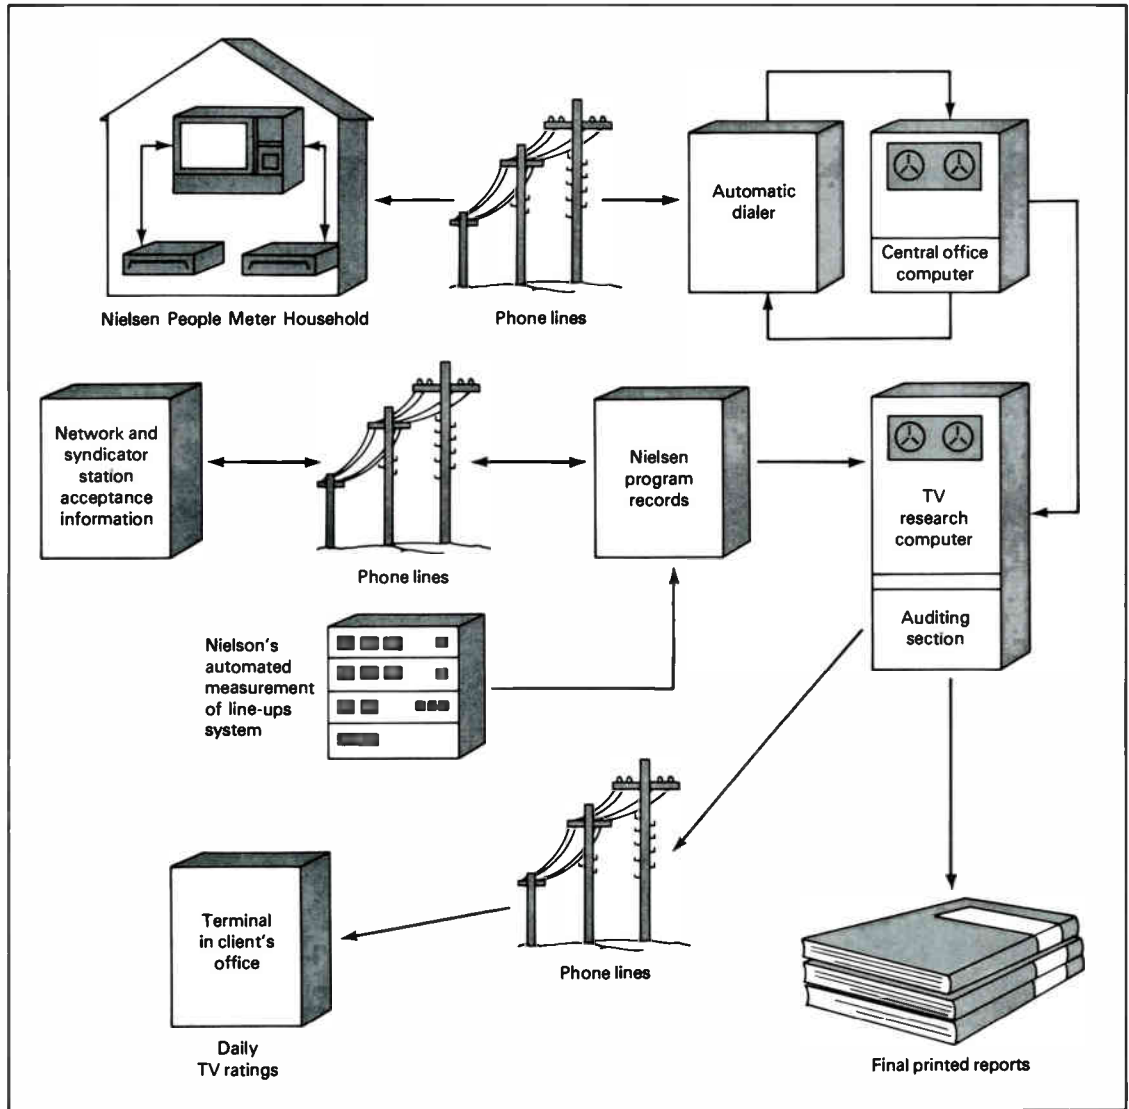 Automatic
dialer
Central office
computer
Nielsen People Meter Household
Phone lines
Network and
syndicator
station
acceptance
information
Nielsen
program
records
TV
research
computer
Phone lines
Auditing
section
Nielson's
automated
measurement
of line-ups
system
Terminal
in client's
office
Phone lines
Daily
TV ratings
Final printed reports